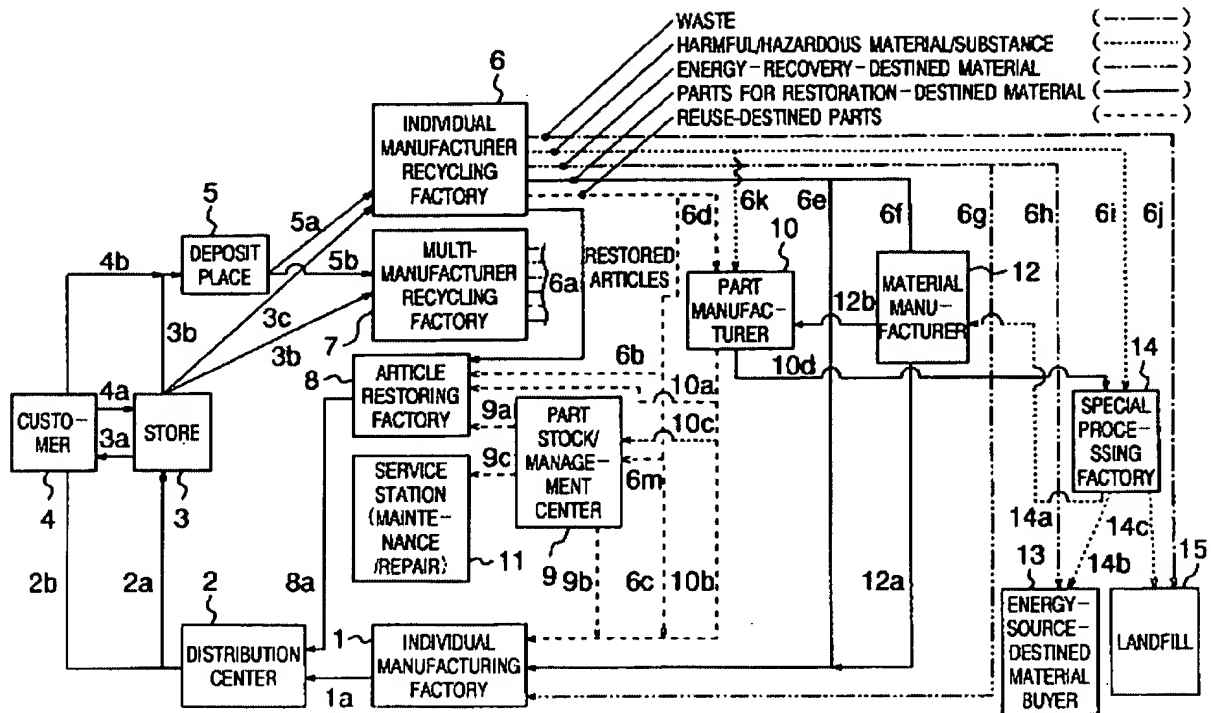 WASTE
HARMFUL/HAZARDOUS MATERIAL/SUBSTANCE
ENERGY-RECOVERY-DESTINED MATERIAL
PARTS FOR RESTORATION-DESTINED MATERIAL
REUSE-DESTINED PARTS
6
INDIVIDUAL
MANUFACTURER
RECYCLING
FACTORY
5
DEPOSIT
PLACE
5a
5b
4b
3b
3c
3b
MULTI-
MANUFACTURER
RECYCLING
FACTORY
7
6a
RESTORED
ARTICLES
6d
6k
6e
6f
6g
6h
6i
6j
10
PART
MANUFAC-
TURER
12b
12
MATERIAL
MANU-
FACTURER
10d
14
SPECIAL
PROCE-
SSING
FACTORY
8
ARTICLE
RESTORING
FACTORY
6b
10a
9a
10c
9c
6m
PART
STOCK/
MANAGE-
MENT
CENTER
9
9b
6c
10b
SERVICE
STATION
(MAINTE-
NANCE
/REPAIR)
11
CUSTO-
MER
4
4a
3a
STORE
3
2b
2a
2
DISTRIBUTION
CENTER
8a
1a
1
INDIVIDUAL
MANUFACTURING
FACTORY
12a
14a
14b
14c
13
ENERGY-
SOURCE-
DESTINED
MATERIAL
BUYER
15
LANDFILL